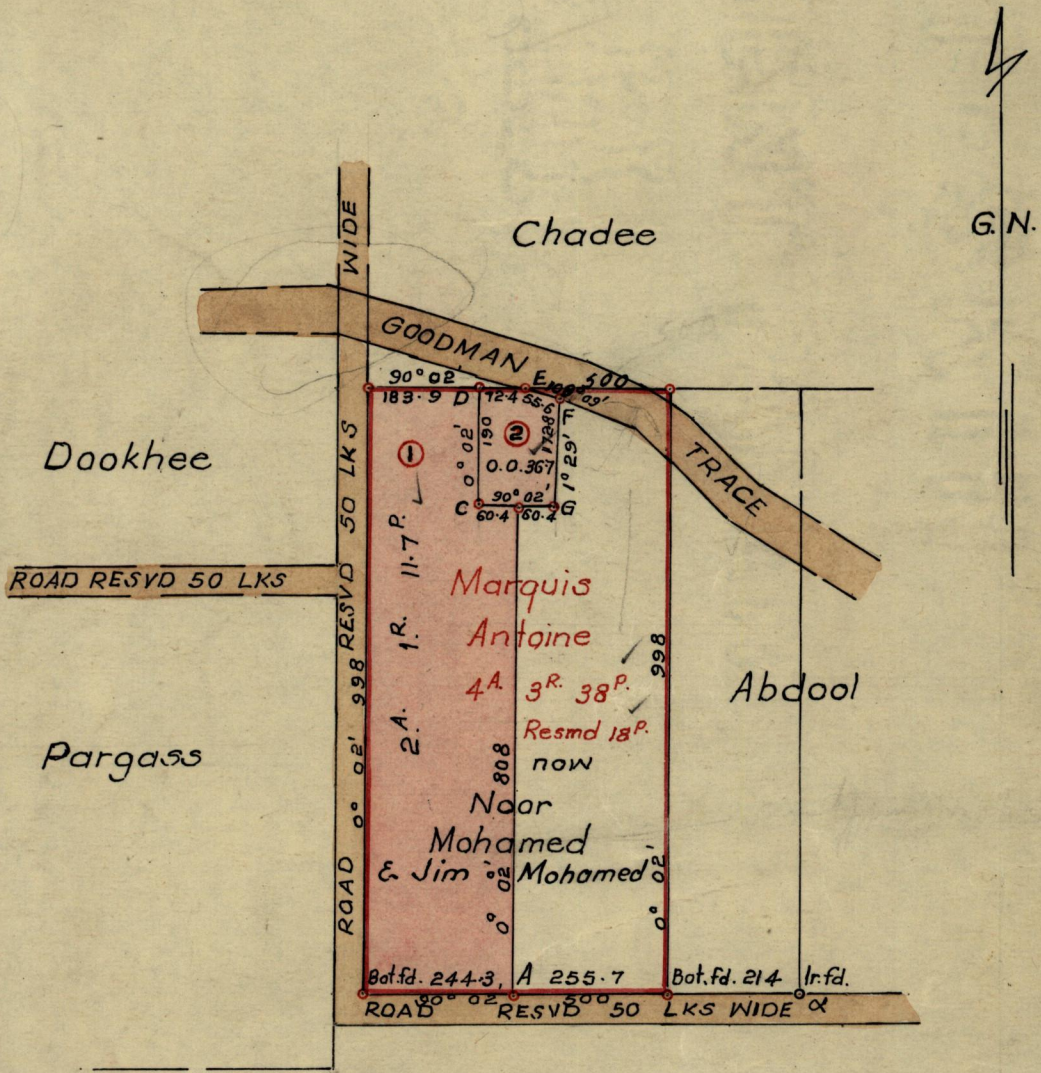 G. N.
Chadee
WIDE
GOODMAN
TRACE
90° 02'
E
500
183.9
D
72.4
55.6
F
①
②
190
0° 02'
0.0.367
1° 29'
Dookhee
C
90° 02'
G
60.4
60.4
ROAD RESVD 50 LKS
ROAD 0° 02' 998 RESVD 50 LKS
2A. 1R. 11.7P.
Marquis
Antoine
4A. 3R. 38P.
Resmd 18P.
now
Noor
Mohamed
& Jim Mohamed
0° 02' 808
0° 02' 998
Abdool
Pargass
Bot.fd. 244.3, A 255.7 Bot.fd. 214 Ir.fd.
90° 02' 500
ROAD RESVD 50 LKS WIDE α